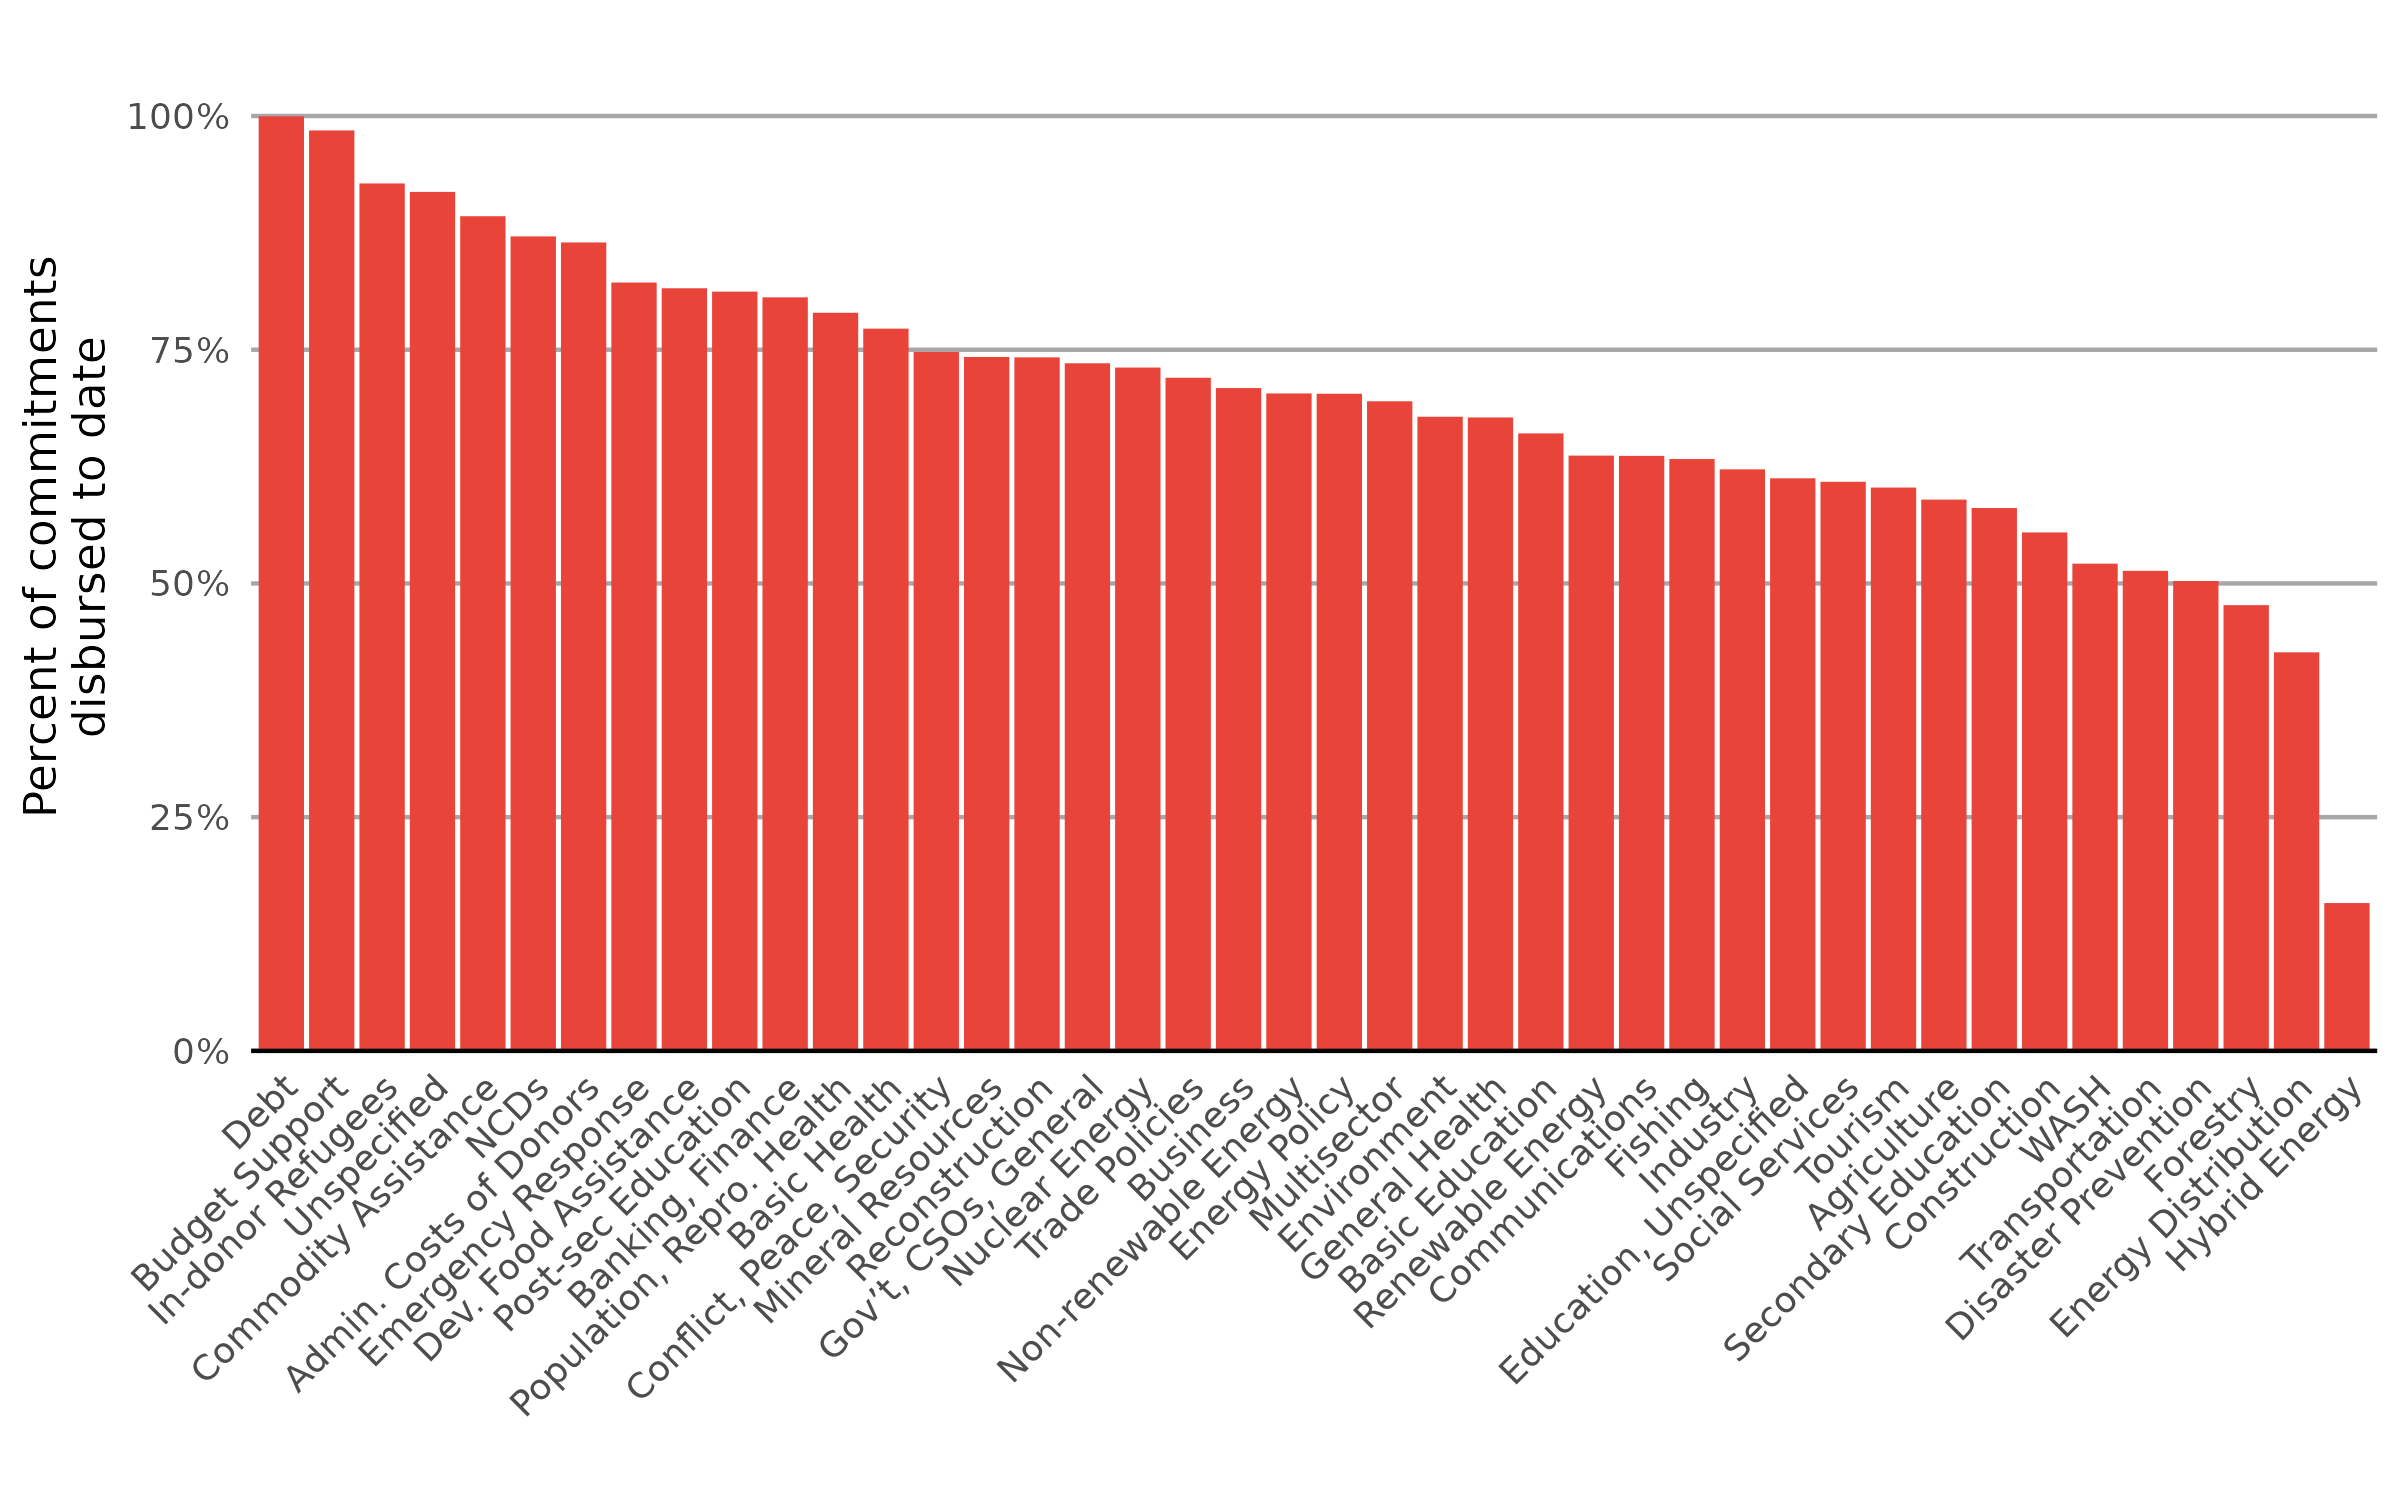 Percent of commitments
disbursed to date
100%
75%
50%
25%
0%
Debt
Budget Support
In-donor Refugees
Unspecified
Commodity Assistance
NCDs
Admin. Costs of Donors
Emergency Response
Dev. Food Assistance
Post-sec Education
Banking, Finance
Population, Repro. Health
Basic Health
Conflict, Peace, Security
Mineral Resources
Reconstruction
Gov’t, CSOs, General
Nuclear Energy
Trade Policies
Business
Non-renewable Energy
Energy Policy
Multisector
Environment
General Health
Basic Education
Renewable Energy
Communications
Fishing
Industry
Education, Unspecified
Social Services
Tourism
Agriculture
Secondary Education
Construction
WASH
Transportation
Disaster Prevention
Forestry
Energy Distribution
Hybrid Energy